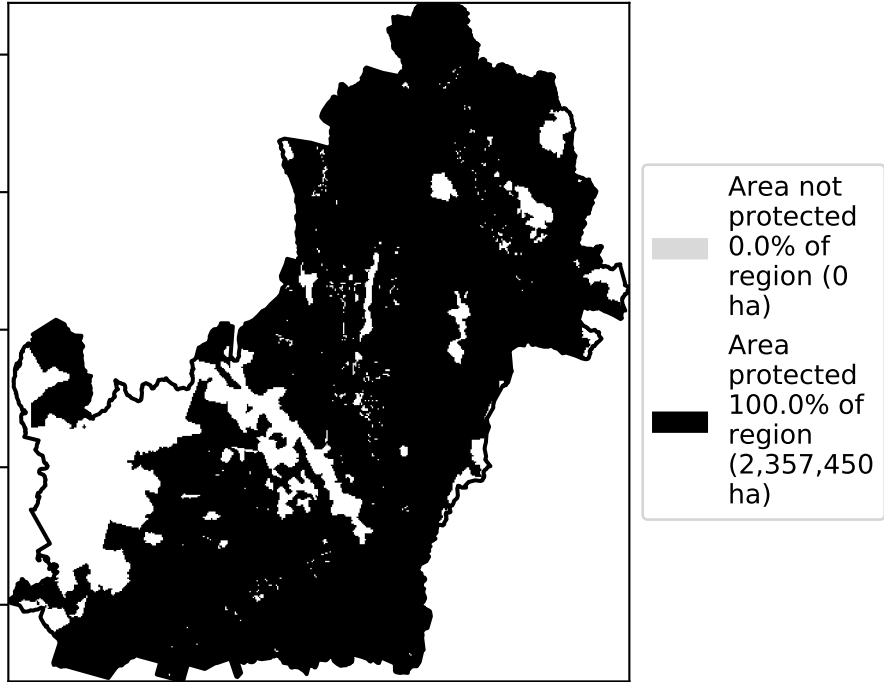 Area not
protected
0.0% of
region (0
ha)
Area
protected
100.0% of
region
(2,357,450
ha)